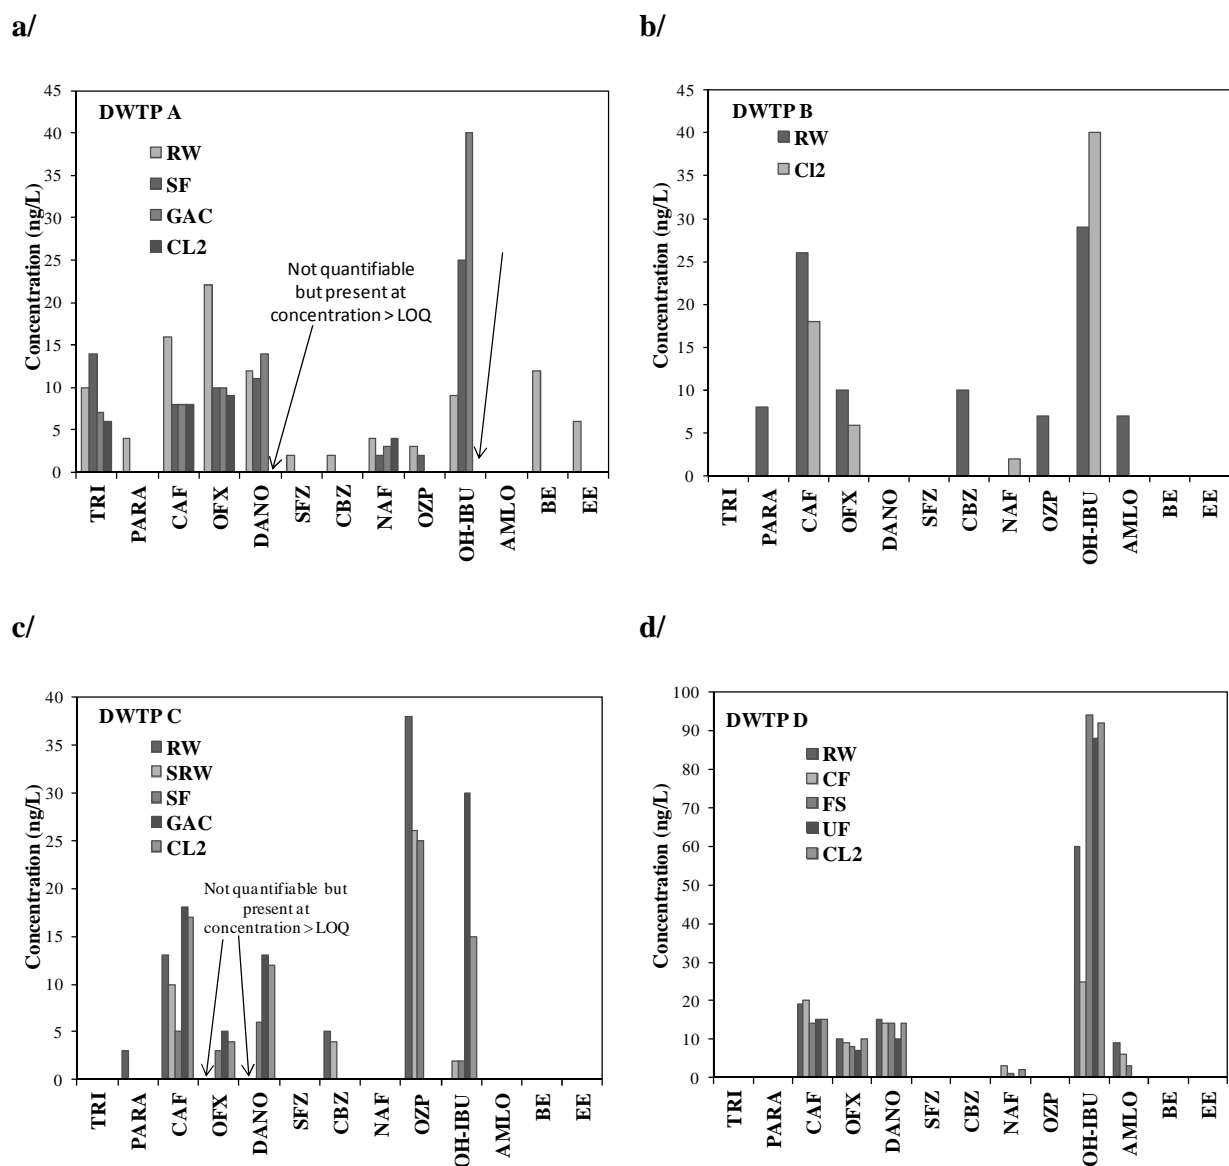 a/
DWTP A
RW
SF
GAC
CL2
Not quantifiable
but present at
concentration > LOQ
Concentration (ng/L)
45
40
35
30
25
20
15
10
5
0
TRI
PARA
CAF
OFX
DANO
SFZ
CBZ
NAF
OZP
OH-IBU
AMLO
BE
EE
b/
DWTP B
RW
Cl2
Concentration (ng/L)
45
40
35
30
25
20
15
10
5
0
TRI
PARA
CAF
OFX
DANO
SFZ
CBZ
NAF
OZP
OH-IBU
AMLO
BE
EE
c/
DWTP C
RW
SRW
SF
GAC
CL2
Not quantifiable but
present at
concentration > LOQ
Concentration (ng/L)
40
35
30
25
20
15
10
5
0
TRI
PARA
CAF
OFX
DANO
SFZ
CBZ
NAF
OZP
OH-IBU
AMLO
BE
EE
d/
DWTP D
RW
CF
FS
UF
CL2
Concentration (ng/L)
100
90
80
70
60
50
40
30
20
10
0
TRI
PARA
CAF
OFX
DANO
SFZ
CBZ
NAF
OZP
OH-IBU
AMLO
BE
EE